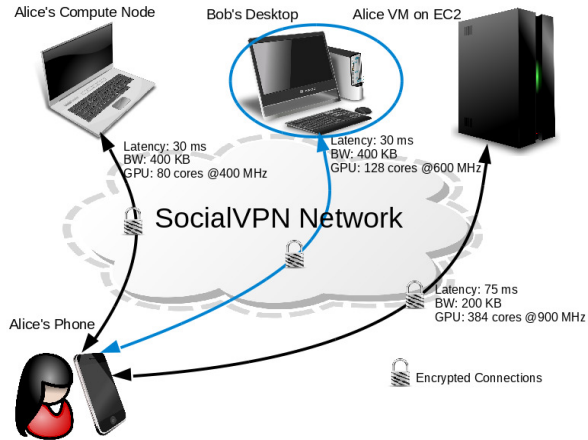 Alice's Compute Node
Bob's Desktop
Alice VM on EC2
Latency: 30 ms
BW: 400 KB
GPU: 80 cores @400 MHz
Latency: 30 ms
BW: 400 KB
GPU: 128 cores @600 MHz
SocialVPN Network
Latency: 75 ms
BW: 200 KB
GPU: 384 cores @900 MHz
Alice's Phone
Encrypted Connections